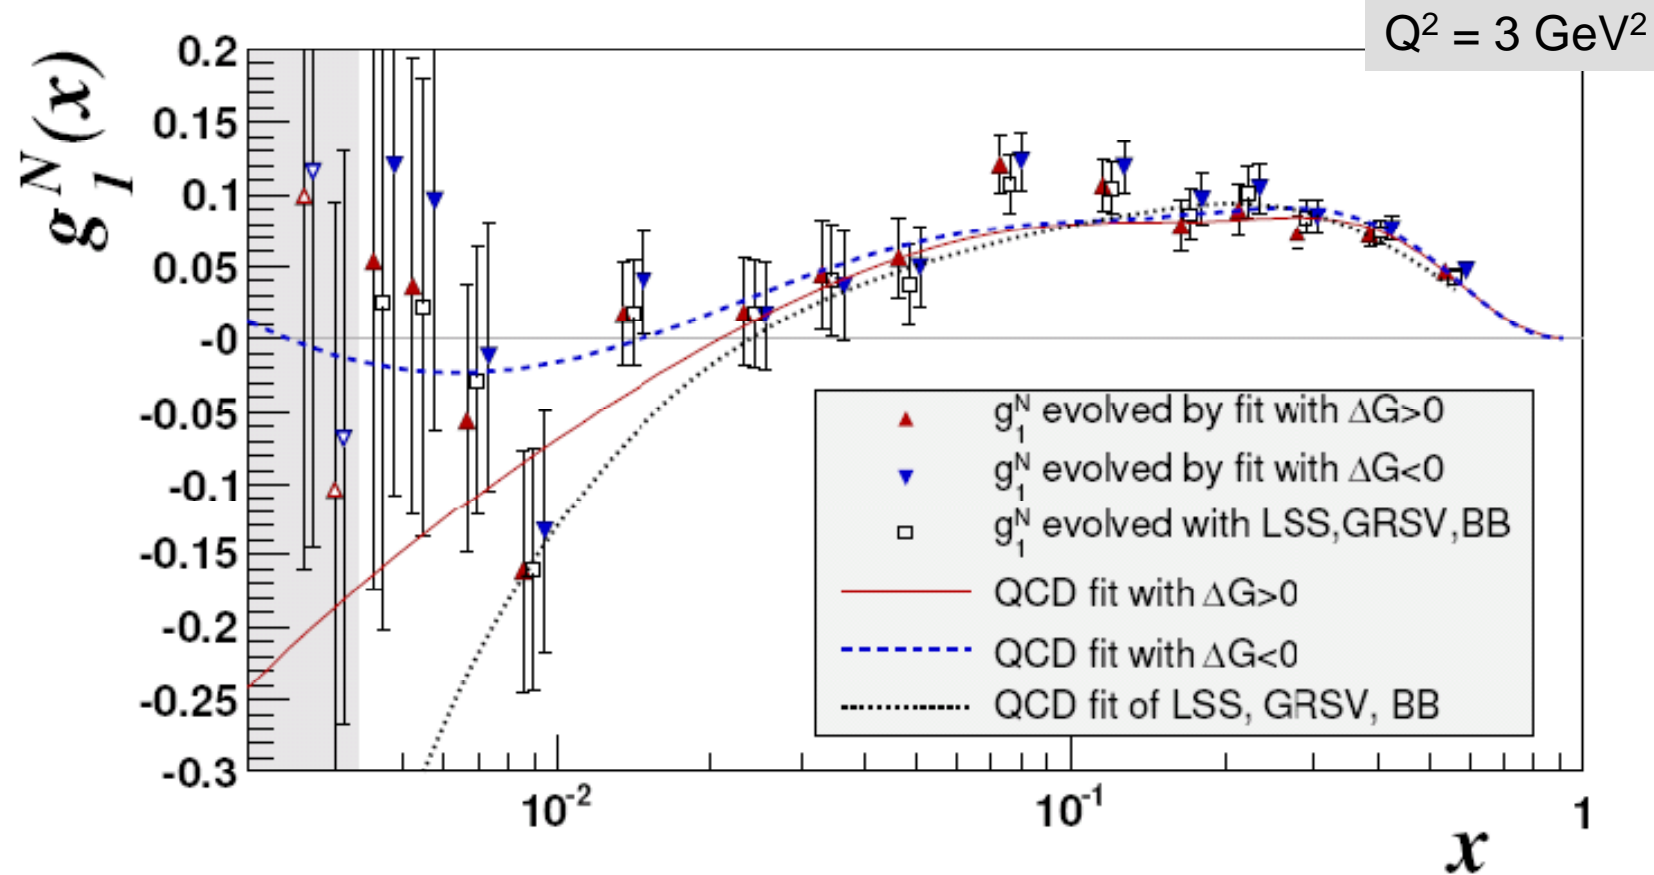 Q² = 3 GeV²
g₁ᴺ(x)
0.2
0.15
0.1
0.05
-0
-0.05
-0.1
-0.15
-0.2
-0.25
-0.3
g₁ᴺ evolved by fit with ΔG>0
g₁ᴺ evolved by fit with ΔG<0
g₁ᴺ evolved with LSS,GRSV,BB
QCD fit with ΔG>0
QCD fit with ΔG<0
QCD fit of LSS, GRSV, BB
10⁻² 10⁻¹ 1
x